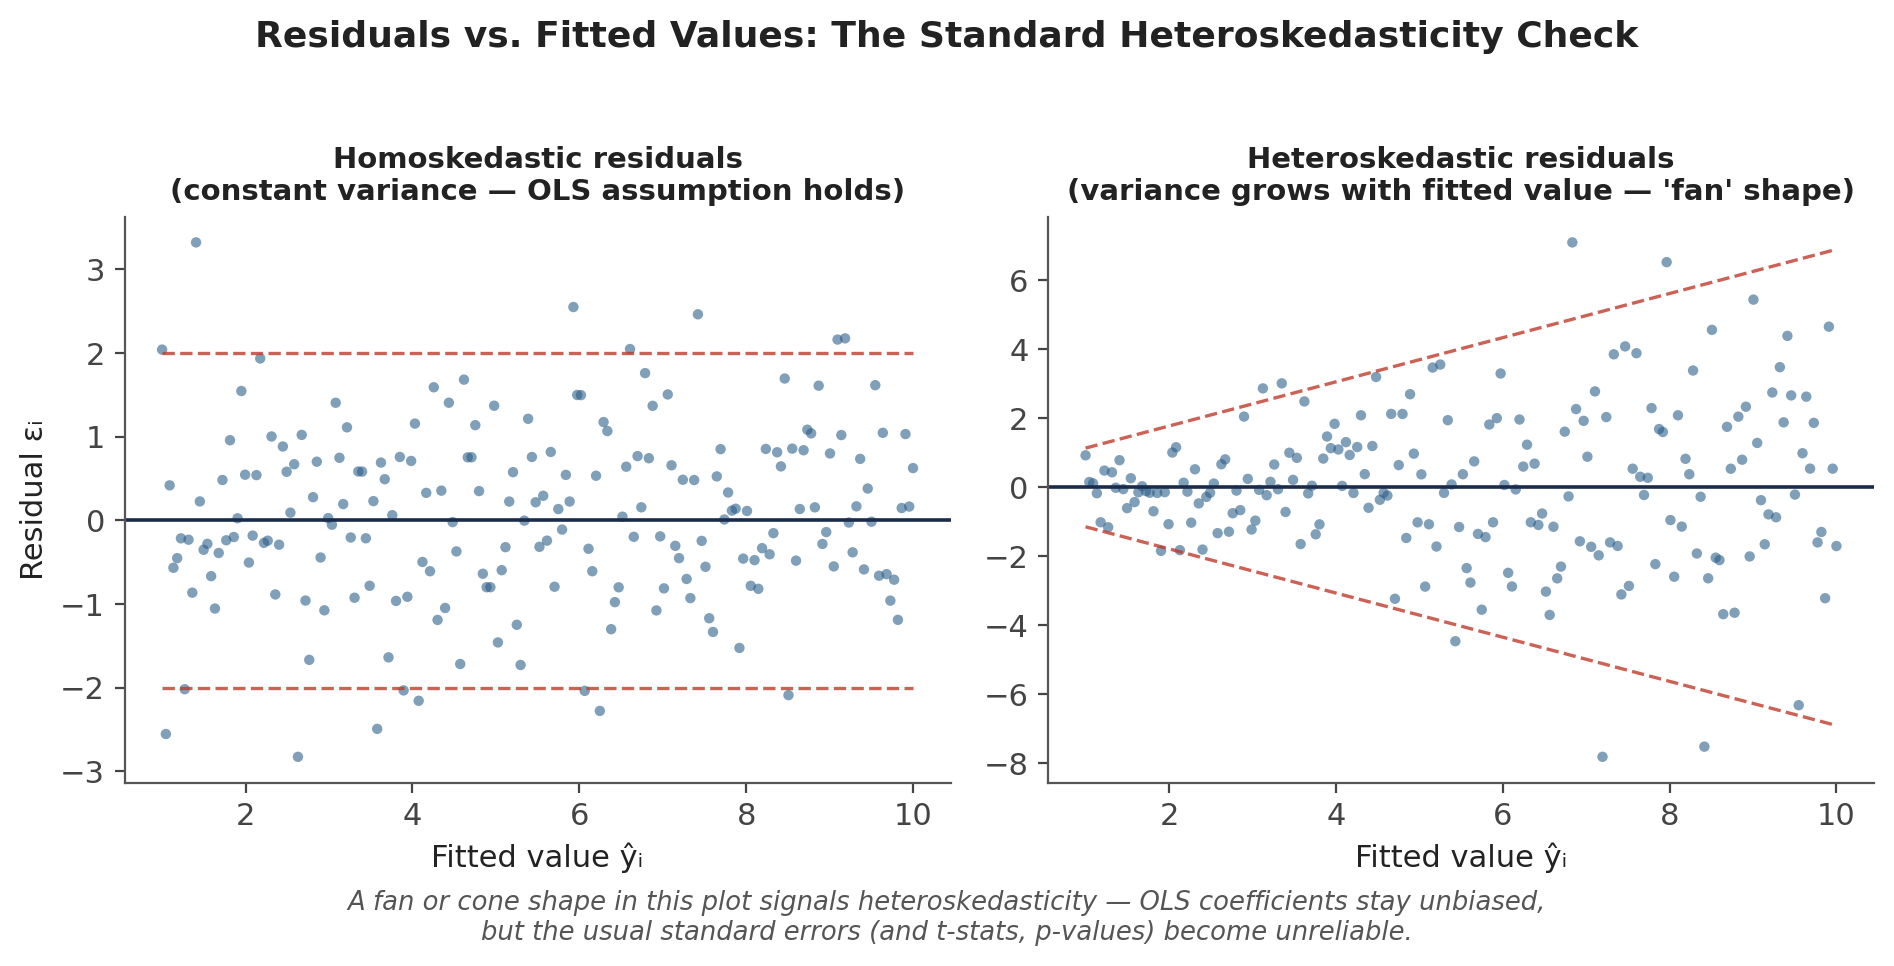 Residuals vs. Fitted Values: The Standard Heteroskedasticity Check
Homoskedastic residuals
(constant variance — OLS assumption holds)
Residual εᵢ
3
2
1
0
−1
−2
−3
2
4
6
8
10
Fitted value ŷᵢ
Heteroskedastic residuals
(variance grows with fitted value — 'fan' shape)
6
4
2
0
−2
−4
−6
−8
2
4
6
8
10
Fitted value ŷᵢ
A fan or cone shape in this plot signals heteroskedasticity — OLS coefficients stay unbiased,
but the usual standard errors (and t-stats, p-values) become unreliable.